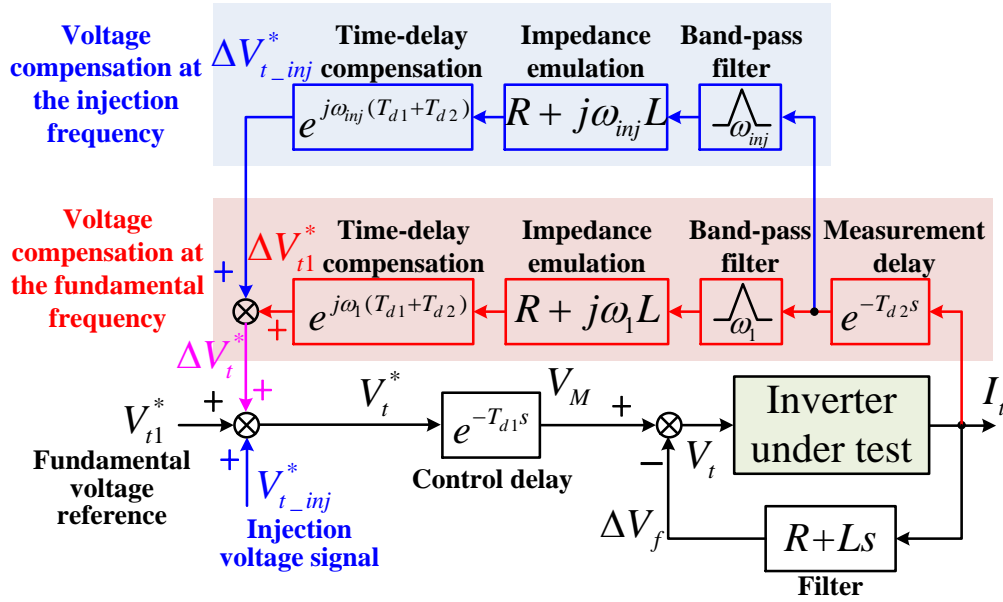 Voltage
compensation at
the injection
frequency
ΔV*t_inj
Time-delay
compensation
Impedance
emulation
Band-pass
filter
e^jω_inj(T_d1+T_d2)
R + jω_inj L
ω_inj
Voltage
compensation at
the fundamental
frequency
ΔV*t1
Time-delay
compensation
Impedance
emulation
Band-pass
filter
Measurement
delay
e^jω_1(T_d1+T_d2)
R + jω_1 L
ω_1
e^-T_d2 s
+
+
ΔV*t
+
+
+
V*t1
Fundamental
voltage
reference
V*t_inj
Injection
voltage signal
V*t
e^-T_d1 s
Control delay
V_M
+
−
V_t
Inverter
under test
I_t
ΔV_f
R+Ls
Filter